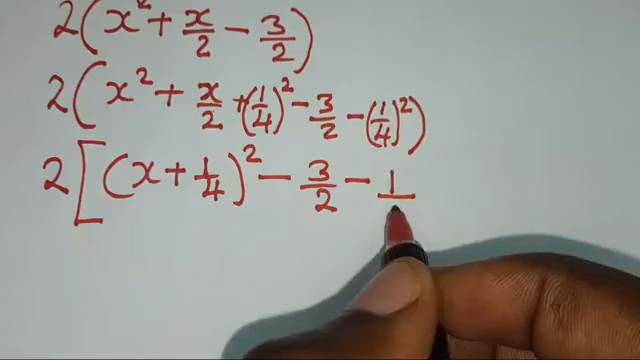 2(x² + x/2 - 3/2)
2(x² + x/2 + (1/4)² - 3/2 - (1/4)²)
2[(x + 1/4)² - 3/2 - 1/